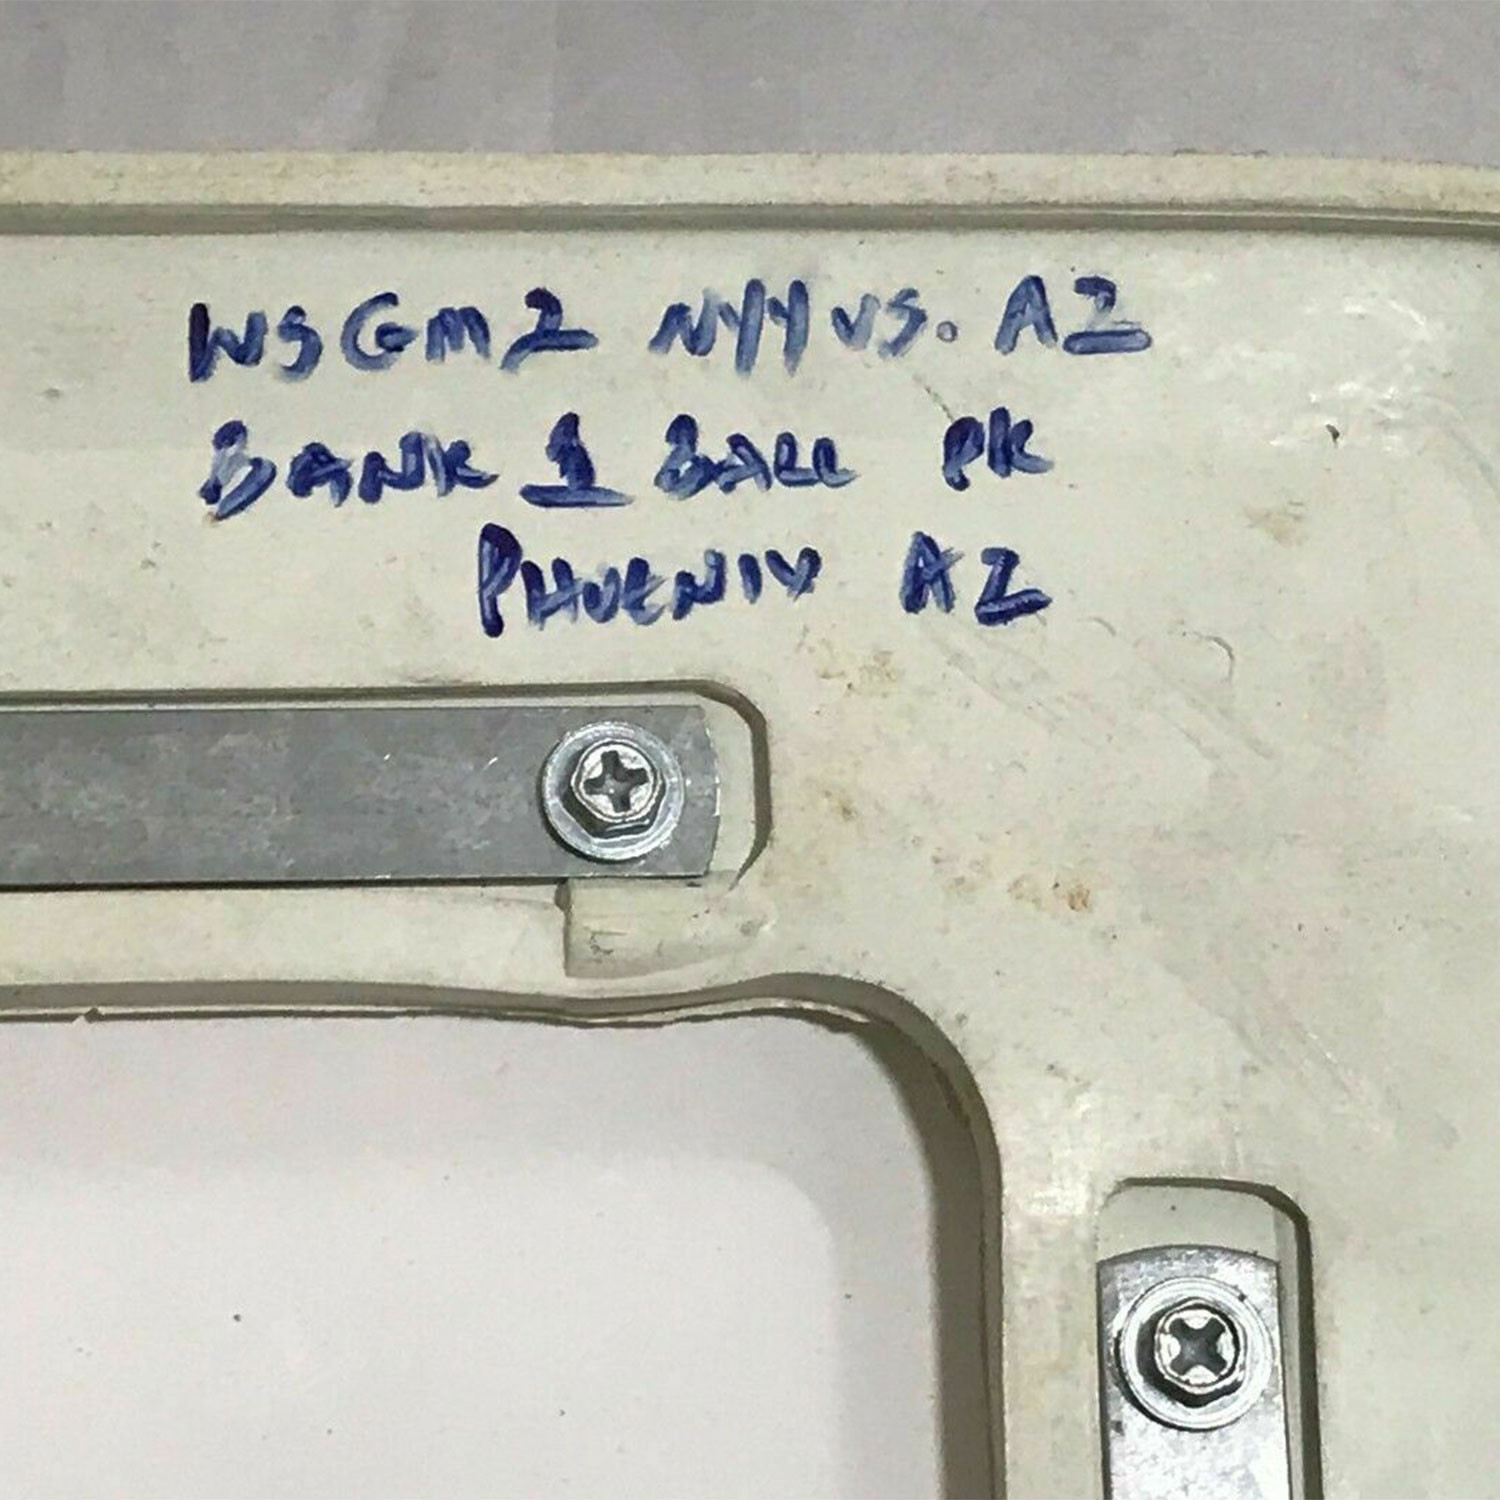 WS Gm 2 NYY VS. AZ
BANK 1 BALL PK
PHOENIX AZ